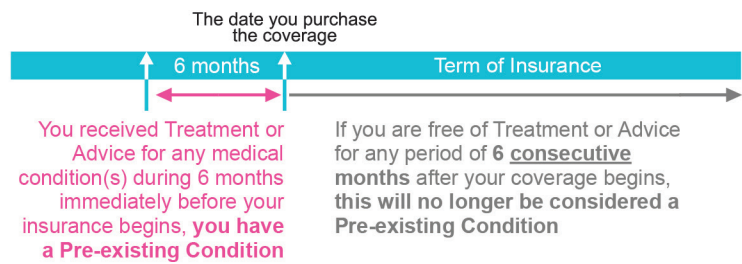 The date you purchase
the coverage
6 months
Term of Insurance
You received Treatment or
Advice for any medical
condition(s) during 6 months
immediately before your
insurance begins, you have
a Pre-existing Condition
If you are free of Treatment or Advice
for any period of 6 consecutive
months after your coverage begins,
this will no longer be considered a
Pre-existing Condition